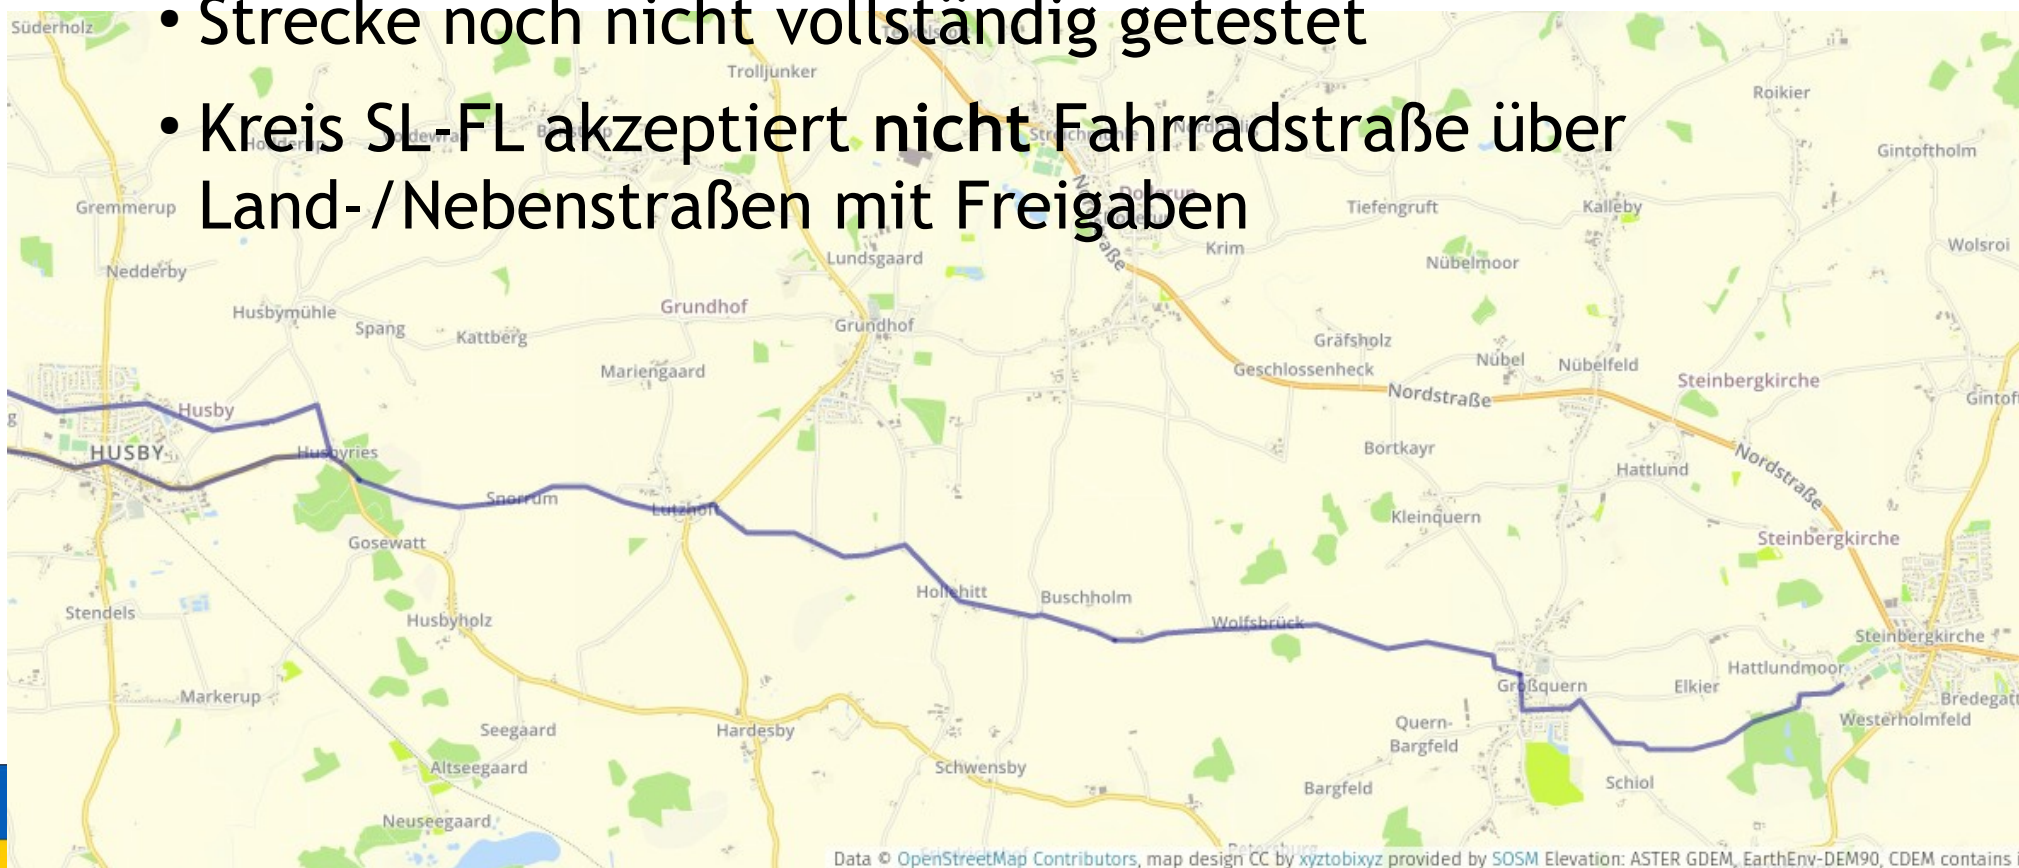 • Strecke noch nicht vollständig getestet
Süderholz
Trolljunker
Roikier
• Kreis SL-FL akzeptiert nicht Fahrradstraße über
Land-/Nebenstraßen mit Freigaben
Gintoftholm
Gremmerup
Tiefengruft
Kalleby
Krim
Wolsroi
Nedderby
Lundsgaard
Nübelmoor
Husbymühle
Spang
Kattberg
Grundhof
Grundhof
Gräfsholz
Mariengaard
Geschlossenheck
Nübel
Nübelfeld
Nordstraße
Steinbergkirche
Husby
HUSBY
Husbyries
Bortkayr
Hattlund
Nordstraße
Snorrum
Lutzhöft
Kleinquern
Gosewatt
Steinbergkirche
Hollehitt
Buschholm
Stendels
Husbyholz
Wolfsbrück
Steinbergkirche
Hattlundmoor
Markerup
Großquern
Elkier
Westerholmfeld
Seegaard
Hardesby
Quern-
Bargfeld
Altseegaard
Schwensby
Bargfeld
Schiol
Neuseegaard
Data © OpenStreetMap Contributors, map design CC by xyztobixyz provided by SOSM Elevation: ASTER GDEM, EarthEnv-DEM90, CDEM contains